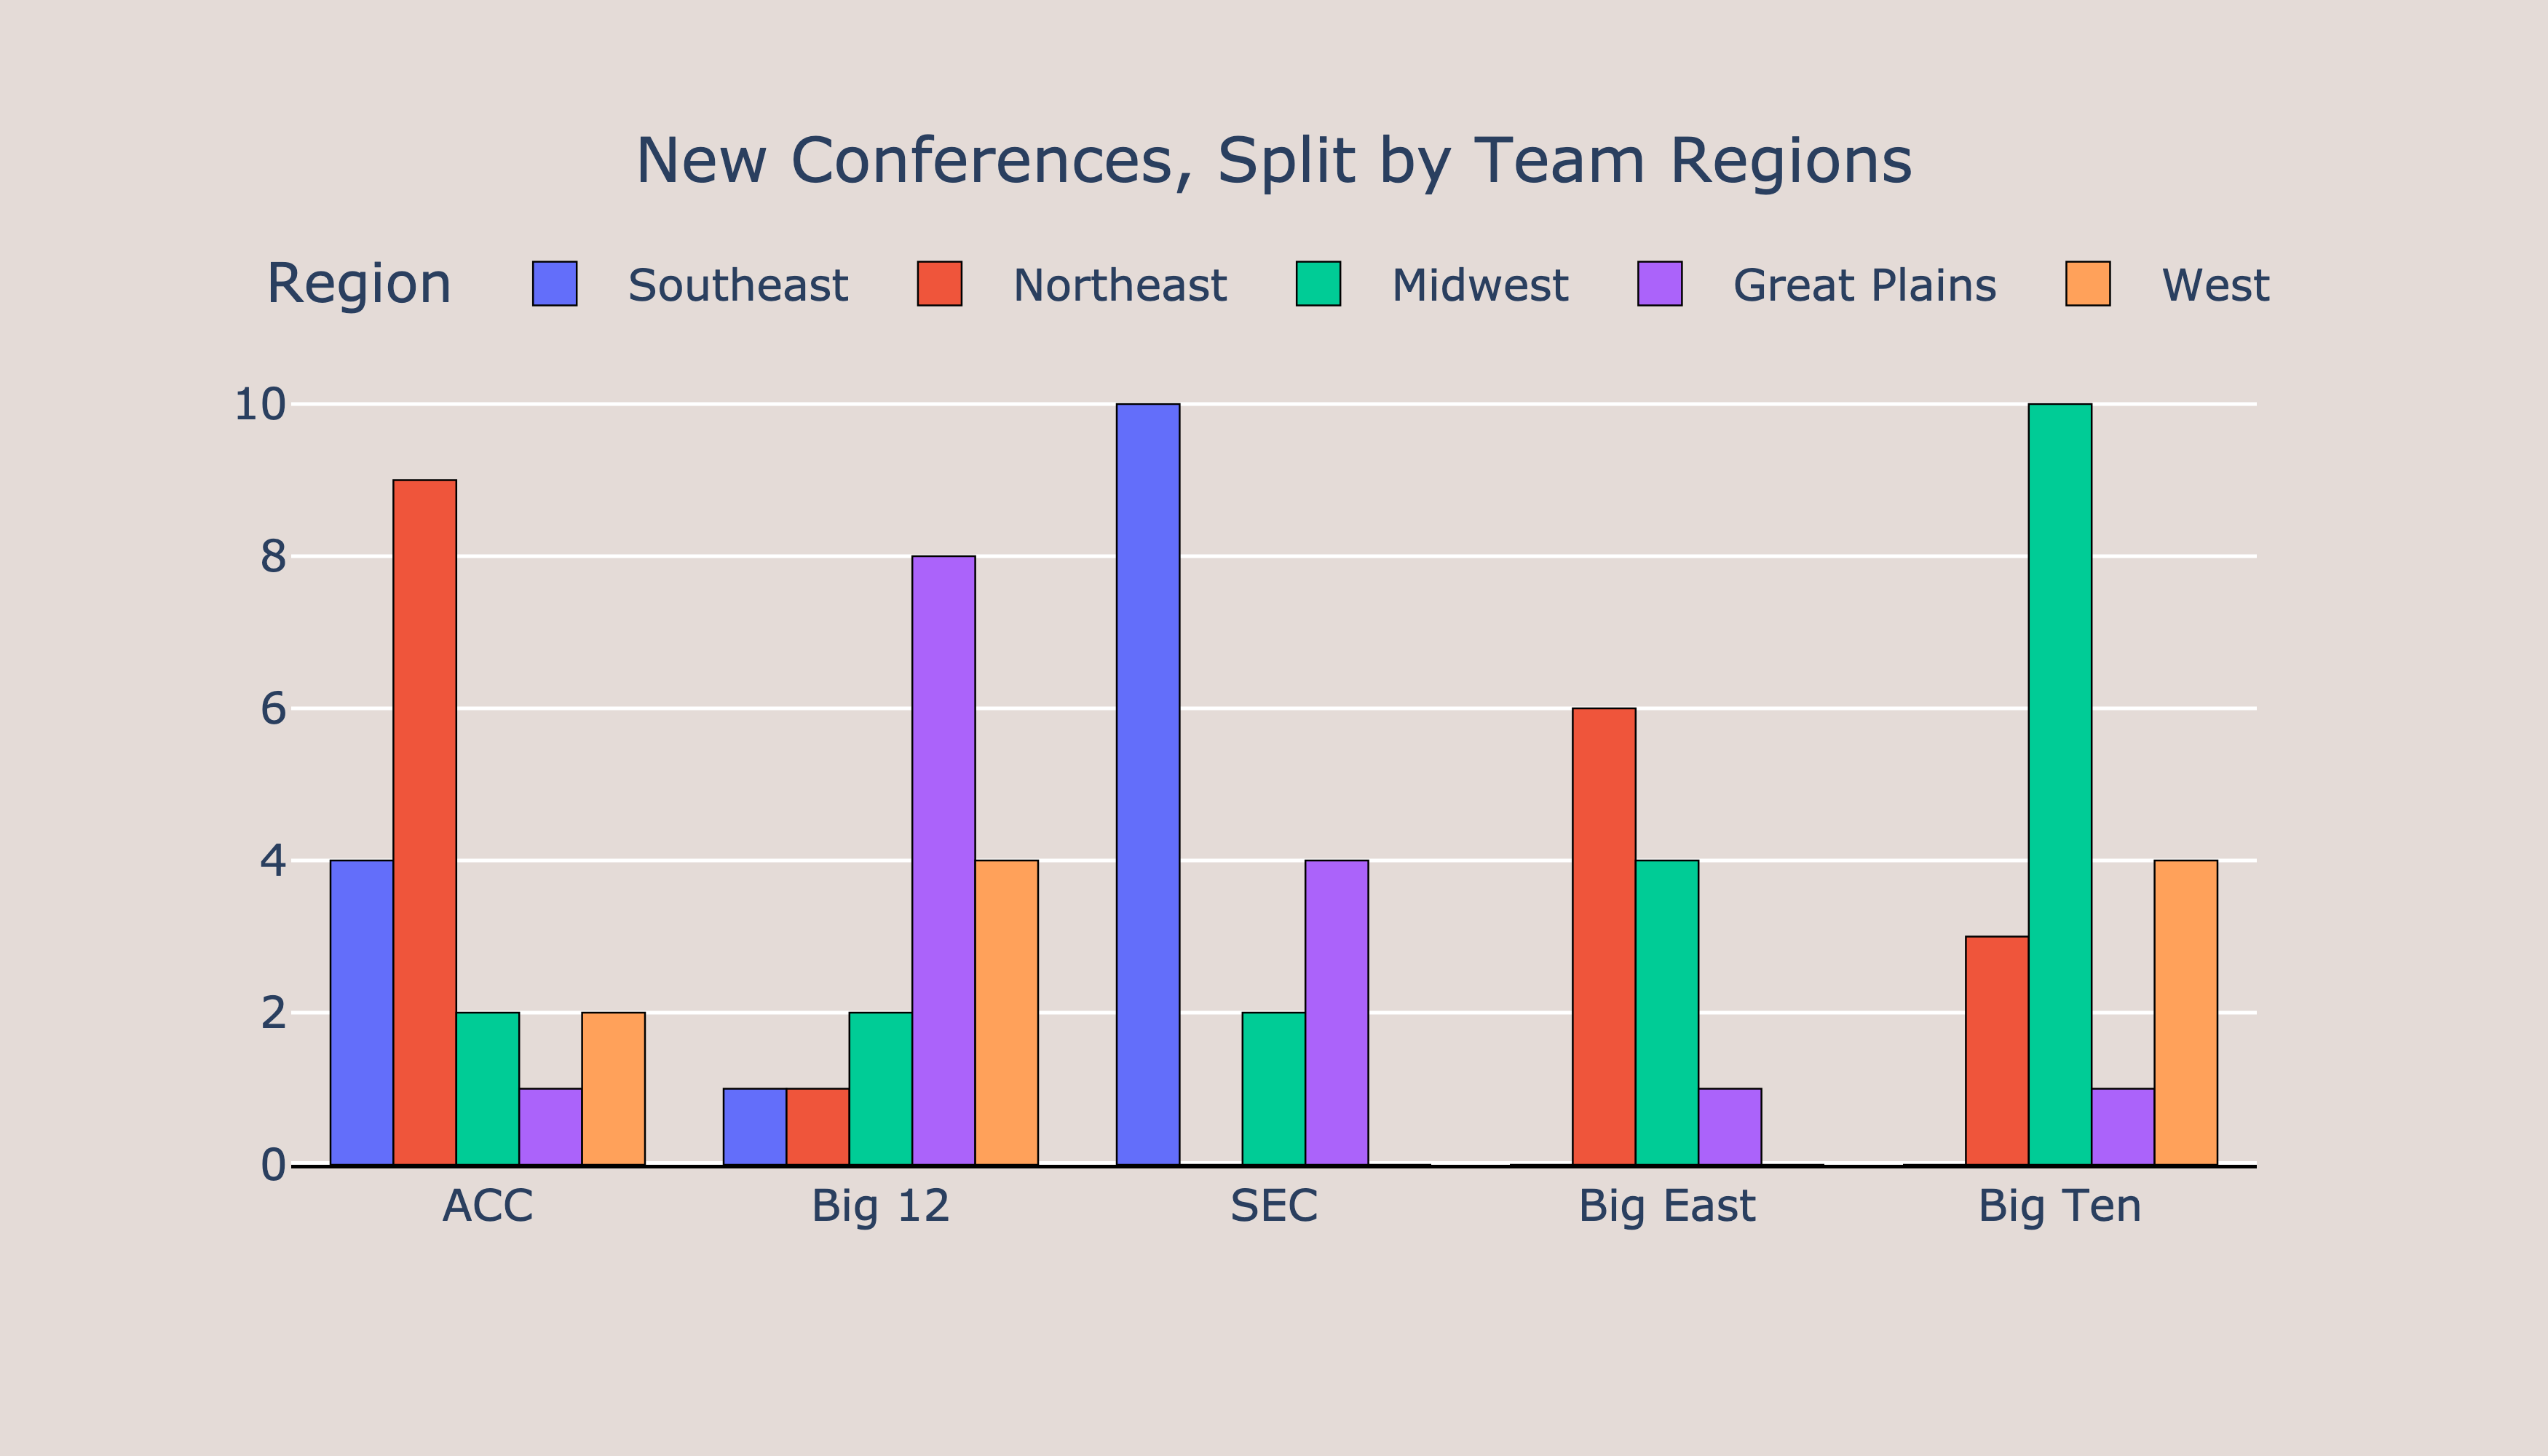 New Conferences, Split by Team Regions
Region Southeast Northeast Midwest Great Plains West
10
8
6
4
2
0
ACC Big 12 SEC Big East Big Ten